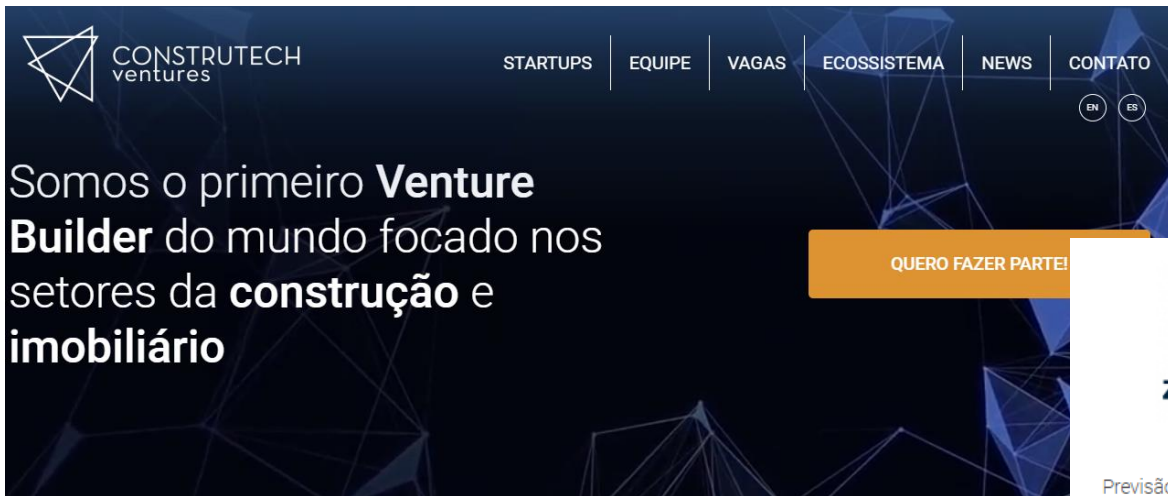 CONSTRUTECH
ventures
STARTUPS
EQUIPE
VAGAS
ECOSSISTEMA
NEWS
CONTATO
EN
ES
Somos o primeiro Venture
Builder do mundo focado nos
setores da construção e
imobiliário
QUERO FAZER PARTE!
Previsão